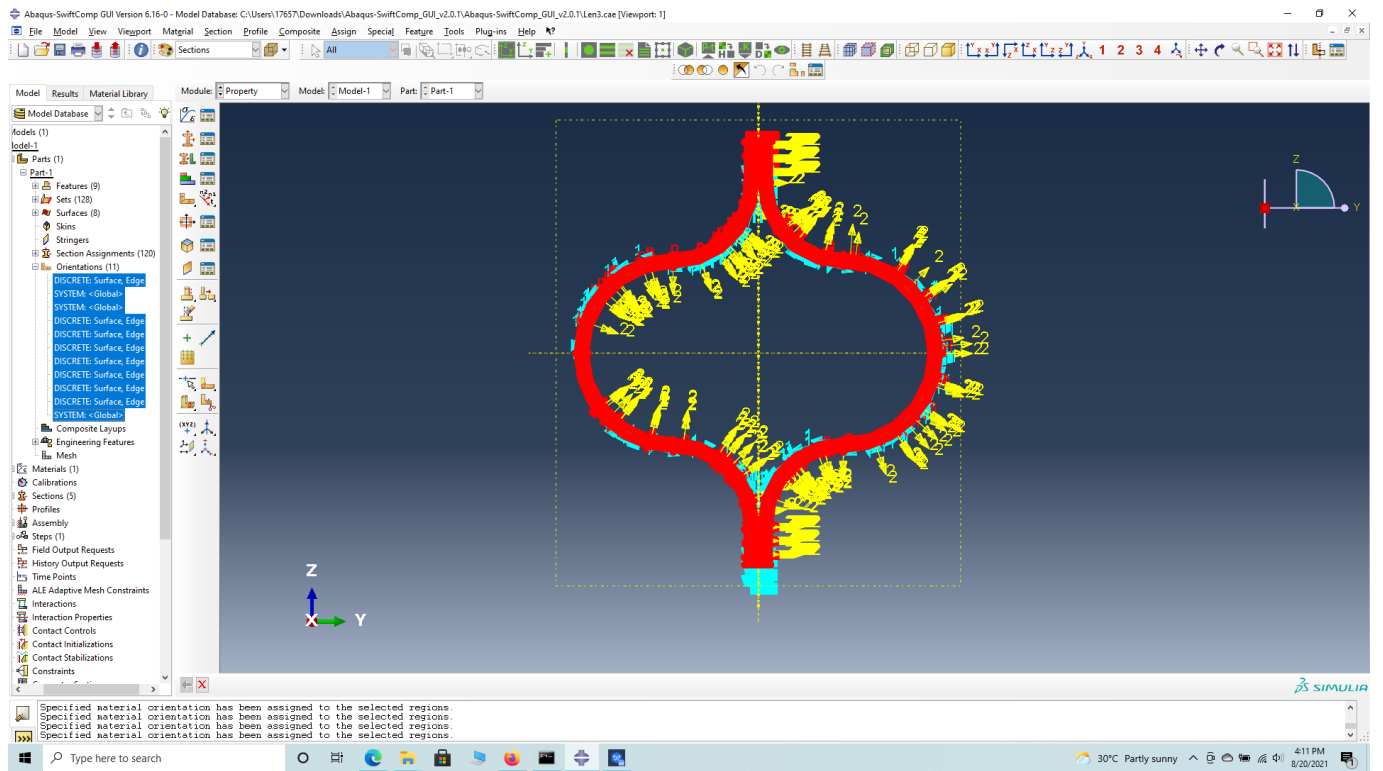 Abaqus-SwiftComp GUI Version 6.16-0 - Model Database: C:\Users\17657\Downloads\Abaqus-SwiftComp_GUI_v2.0.1\Abaqus-SwiftComp_GUI_v2.0.1\Len3.cae [Viewport: 1]
File Model View Viewport Material Section Profile Composite Assign Special Feature Tools Plug-ins Help
Sections All 1 2 3 4
Model Results Material Library Module: Property Model: Model-1 Part: Part-1
Model Database
Models (1)
Model-1
Parts (1)
Part-1
Features (9)
Sets (128)
Surfaces (8)
Skins
Stringers
Section Assignments (120)
Orientations (11)
DISCRETE: Surface, Edge
SYSTEM: <Global>
SYSTEM: <Global>
DISCRETE: Surface, Edge
DISCRETE: Surface, Edge
DISCRETE: Surface, Edge
DISCRETE: Surface, Edge
DISCRETE: Surface, Edge
DISCRETE: Surface, Edge
DISCRETE: Surface, Edge
SYSTEM: <Global>
Composite Layups
Engineering Features
Mesh
Materials (1)
Calibrations
Sections (5)
Profiles
Assembly
Steps (1)
Field Output Requests
History Output Requests
Time Points
ALE Adaptive Mesh Constraints
Interactions
Interaction Properties
Contact Controls
Contact Initializations
Contact Stabilizations
Constraints
(XYZ)
Z
X Y
Z
X Y
SIMULIA
Specified material orientation has been assigned to the selected regions.
Specified material orientation has been assigned to the selected regions.
Specified material orientation has been assigned to the selected regions.
Specified material orientation has been assigned to the selected regions.
Type here to search
30°C Partly sunny
4:11 PM
8/20/2021